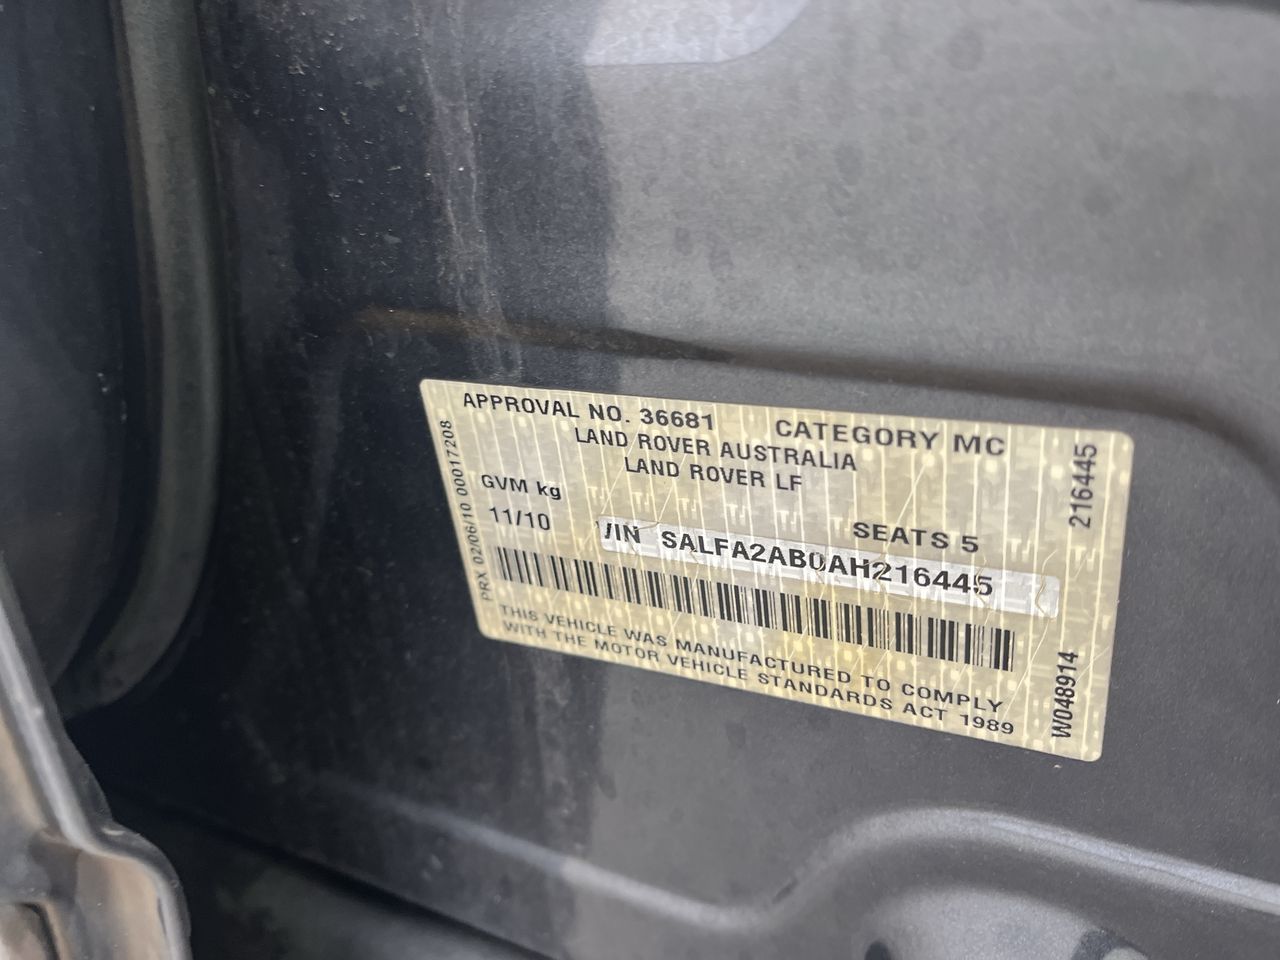 APPROVAL NO. 36681 CATEGORY MC
LAND ROVER AUSTRALIA
LAND ROVER LF
GVM kg
11/10 SEATS 5
VIN SALFA2AB0AH216445
THIS VEHICLE WAS MANUFACTURED TO COMPLY
WITH THE MOTOR VEHICLE STANDARDS ACT 1989
PRX 02/06/10 00017208
216445
W048914